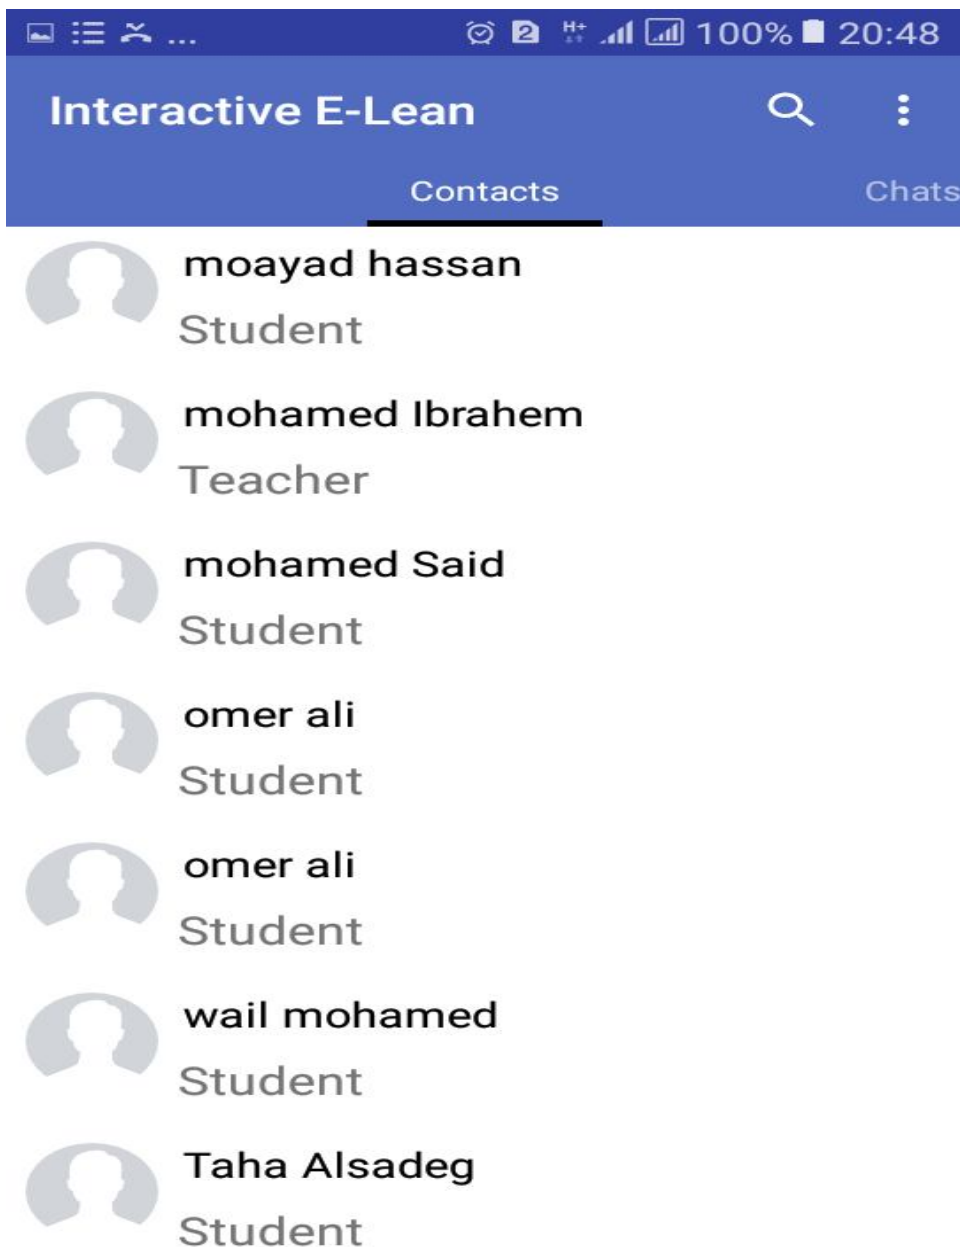 ... 2 H+ 100% 20:48
Interactive E-Lean
Contacts Chats
moayad hassan
Student
mohamed Ibrahem
Teacher
mohamed Said
Student
omer ali
Student
omer ali
Student
wail mohamed
Student
Taha Alsadeg
Student